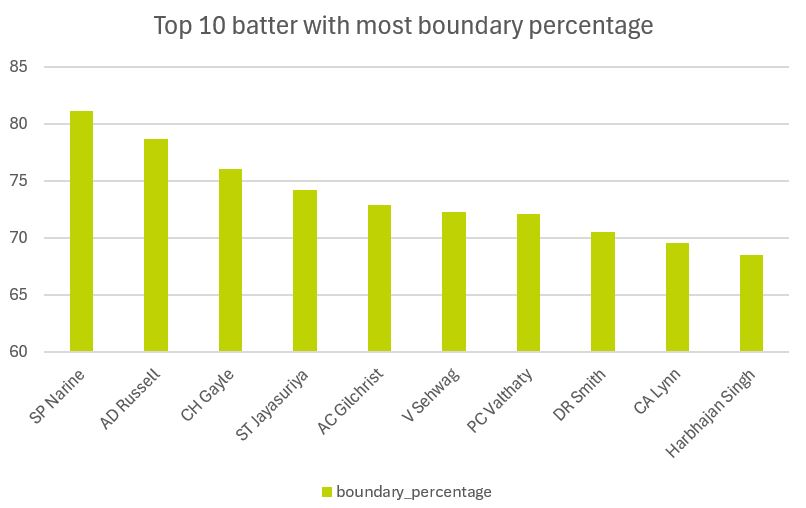 Top 10 batter with most boundary percentage
85
80
75
70
65
60
SP Narine
AD Russell
CH Gayle
ST Jayasuriya
AC Gilchrist
V Sehwag
PC Valthaty
DR Smith
CA Lynn
Harbhajan Singh
boundary_percentage